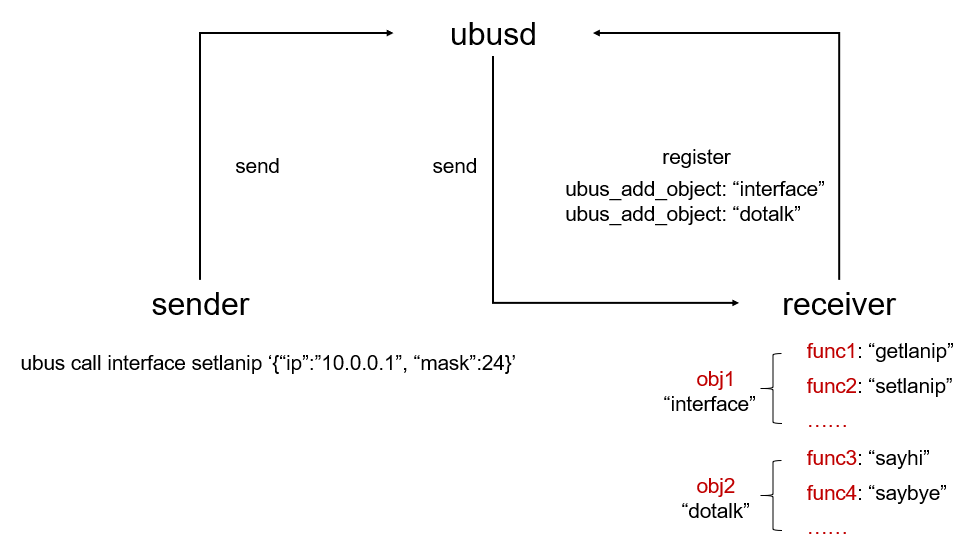 ubusd
send
send
register
ubus_add_object: “interface”
ubus_add_object: “dotalk”
sender
receiver
ubus call interface setlanip ‘{“ip”:”10.0.0.1”, “mask”:24}’
obj1
“interface”
func1: “getlanip”
func2: “setlanip”
……
obj2
“dotalk”
func3: “sayhi”
func4: “saybye”
……